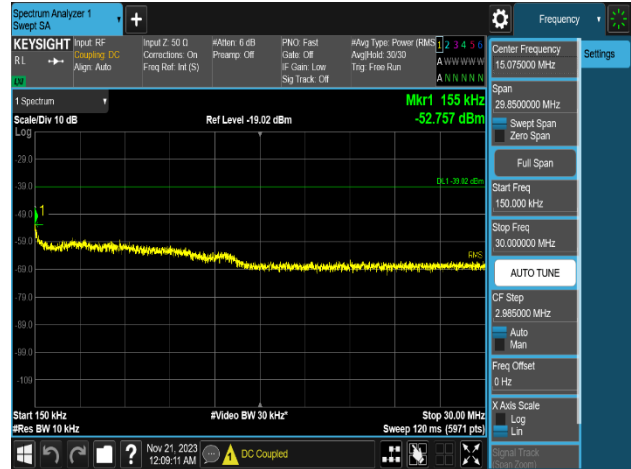 Spectrum Analyzer 1
Swept SA
+
Frequency
KEYSIGHT
Input: RF
Coupling: DC
Align: Auto
Input Z: 50 Ω
Corrections: On
Freq Ref: Int (S)
#Atten: 6 dB
Preamp: Off
PNO: Fast
Gate: Off
IF Gain: Low
Sig Track: Off
#Avg Type: Power (RMS
Avg|Hold: 30/30
Trig: Free Run
1 2 3 4 5 6
A W W W W W
A N N N N N
R L
LXI
Center Frequency
15.075000 MHz
Settings
Span
29.8500000 MHz
Swept Span
Zero Span
Full Span
Start Freq
150.000 kHz
Stop Freq
30.000000 MHz
AUTO TUNE
CF Step
2.985000 MHz
Auto
Man
Freq Offset
0 Hz
X Axis Scale
Log
Lin
Signal Track
(Span Zoom)
1 Spectrum
Scale/Div 10 dB
Log
Ref Level -19.02 dBm
Mkr1 155 kHz
-52.757 dBm
-29.0
-39.0
DL1 -39.02 dBm
-49.0
1
-59.0
RMS
-69.0
-79.0
-89.0
-99.0
-109
Start 150 kHz
#Res BW 10 kHz
#Video BW 30 kHz*
Stop 30.00 MHz
Sweep 120 ms (5971 pts)
?
Nov 21, 2023
12:09:11 AM
DC Coupled